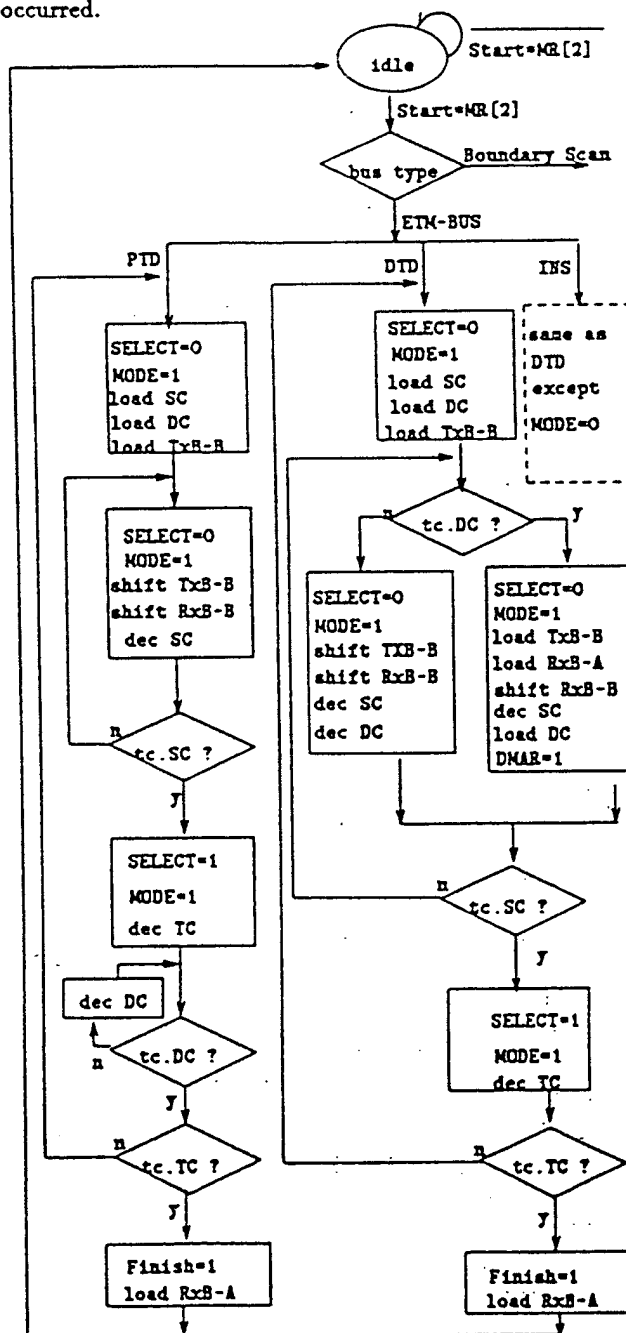 occurred.
idle
Start*MR[2]
Start*MR[2]
bus type
Boundary Scan
ETM-BUS
PTD
DTD
INS
SELECT=0
MODE=1
load SC
load DC
load TxB-B
SELECT=0
MODE=1
load SC
load DC
load TxB-B
same as
DTD
except
MODE=0
SELECT=0
MODE=1
shift TxB-B
shift RxB-B
dec SC
n
tc.DC ?
y
SELECT=0
MODE=1
shift TXB-B
shift RxB-B
dec SC
dec DC
SELECT=0
MODE=1
load TxB-B
load RxB-A
shift RxB-B
dec SC
load DC
DMAR=1
n
tc.SC ?
y
SELECT=1
MODE=1
dec TC
n
tc.SC ?
y
dec DC
n
tc.DC ?
y
SELECT=1
MODE=1
dec TC
n
tc.TC ?
y
n
tc.TC ?
y
Finish=1
load RxB-A
Finish=1
load RxB-A